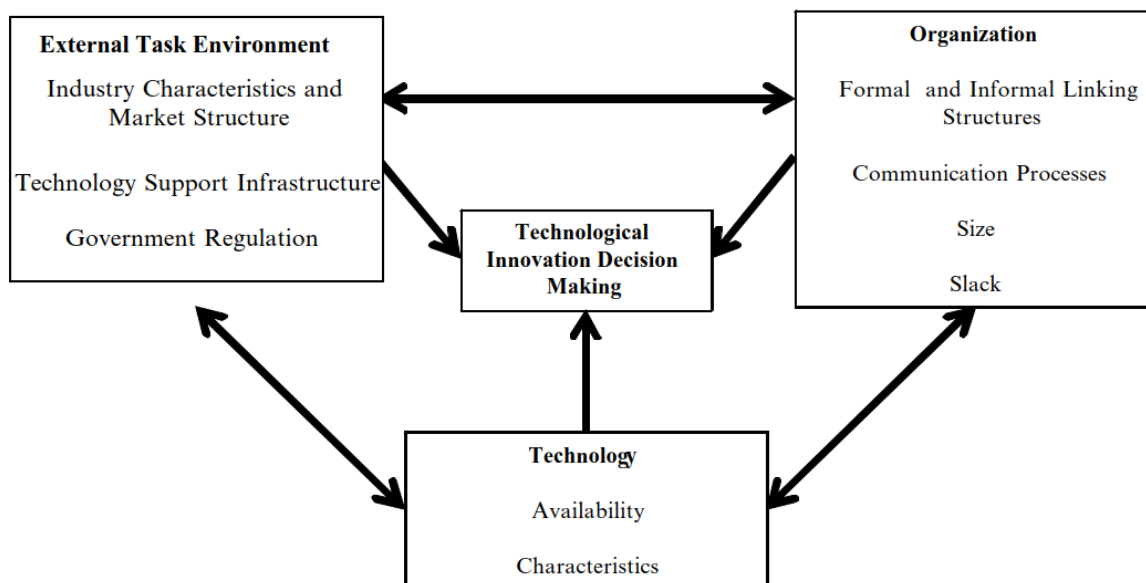 External Task Environment
Industry Characteristics and
Market Structure
Technology Support Infrastructure
Government Regulation
Organization
Formal and Informal Linking
Structures
Communication Processes
Size
Slack
Technological
Innovation Decision
Making
Technology
Availability
Characteristics